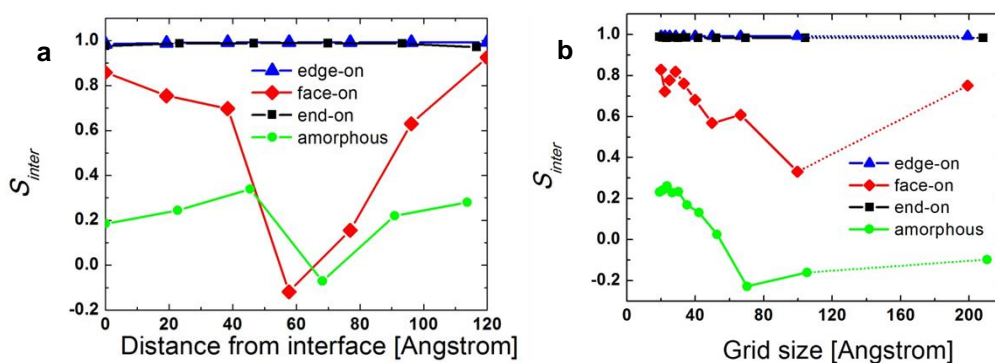 a
S_inter
1.0
0.8
0.6
0.4
0.2
0.0
-0.2
edge-on
face-on
end-on
amorphous
0 20 40 60 80 100 120
Distance from interface [Angstrom]
b
S_inter
1.0
0.8
0.6
0.4
0.2
0.0
-0.2
edge-on
face-on
end-on
amorphous
0 40 80 120 160 200
Grid size [Angstrom]